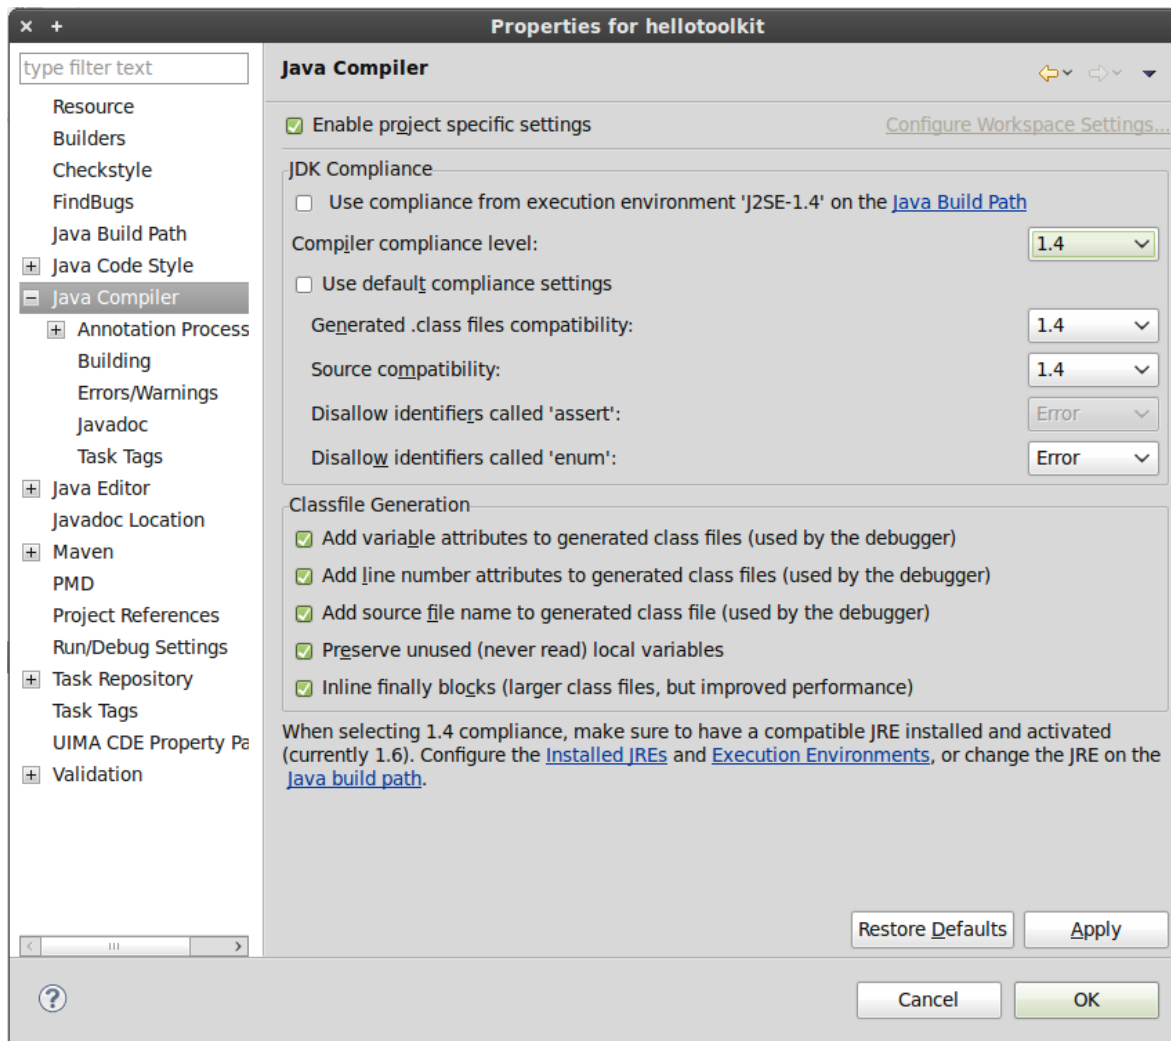 Properties for hellotoolkit
type filter text
Resource
Builders
Checkstyle
FindBugs
Java Build Path
Java Code Style
Java Compiler
Annotation Process
Building
Errors/Warnings
Javadoc
Task Tags
Java Editor
Javadoc Location
Maven
PMD
Project References
Run/Debug Settings
Task Repository
Task Tags
UIMA CDE Property Pa
Validation
Java Compiler
Enable project specific settings
Configure Workspace Settings...
JDK Compliance
Use compliance from execution environment 'J2SE-1.4' on the Java Build Path
Compiler compliance level: 1.4
Use default compliance settings
Generated .class files compatibility: 1.4
Source compatibility: 1.4
Disallow identifiers called 'assert': Error
Disallow identifiers called 'enum': Error
Classfile Generation
Add variable attributes to generated class files (used by the debugger)
Add line number attributes to generated class files (used by the debugger)
Add source file name to generated class file (used by the debugger)
Preserve unused (never read) local variables
Inline finally blocks (larger class files, but improved performance)
When selecting 1.4 compliance, make sure to have a compatible JRE installed and activated
(currently 1.6). Configure the Installed JREs and Execution Environments, or change the JRE on the
Java build path.
Restore Defaults
Apply
Cancel
OK